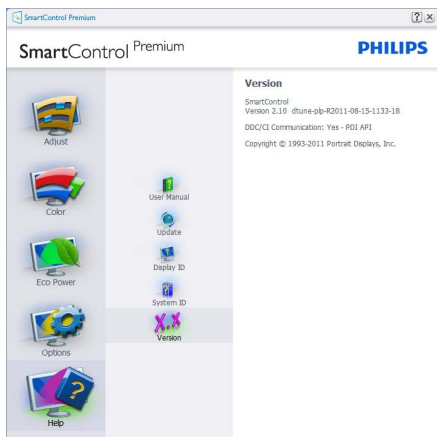 SmartControl Premium
SmartControl Premium
PHILIPS
Adjust
Color
Eco Power
Options
Help
User Manual
Update
Display ID
System ID
X.X
Version
Version
SmartControl
Version 2.10 dtune-plp-R2011-08-15-1133-18
DDC/CI Communication: Yes - PDI API
Copyright © 1993-2011 Portrait Displays, Inc.